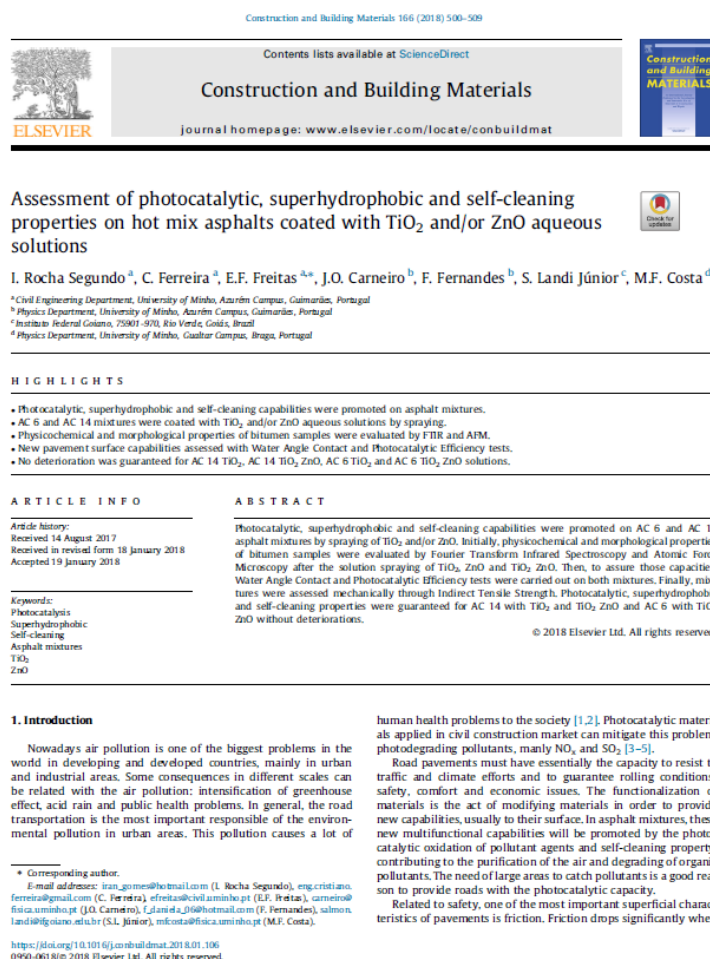 Construction and Building Materials 166 (2018) 500–509
Contents lists available at ScienceDirect
Construction and Building Materials
journal homepage: www.elsevier.com/locate/conbuildmat
ELSEVIER
Construction
and Building
MATERIALS
Assessment of photocatalytic, superhydrophobic and self-cleaning
properties on hot mix asphalts coated with TiO2 and/or ZnO aqueous
solutions
Check for
updates
I. Rocha Segundo a, C. Ferreira a, E.F. Freitas a,*, J.O. Carneiro b, F. Fernandes b, S. Landi Júnior c, M.F. Costa d
a Civil Engineering Department, University of Minho, Azurém Campus, Guimarães, Portugal
b Physics Department, University of Minho, Azurém Campus, Guimarães, Portugal
c Instituto Federal Goiano, 75901-970, Rio Verde, Goiás, Brazil
d Physics Department, University of Minho, Gualtar Campus, Braga, Portugal
HIGHLIGHTS
• Photocatalytic, superhydrophobic and self-cleaning capabilities were promoted on asphalt mixtures.
• AC 6 and AC 14 mixtures were coated with TiO2 and/or ZnO aqueous solutions by spraying.
• Physicochemical and morphological properties of bitumen samples were evaluated by FTIR and AFM.
• New pavement surface capabilities assessed with Water Angle Contact and Photocatalytic Efficiency tests.
• No deterioration was guaranteed for AC 14 TiO2, AC 14 TiO2 ZnO, AC 6 TiO2 and AC 6 TiO2 ZnO solutions.
ARTICLE INFO
Article history:
Received 14 August 2017
Received in revised form 18 January 2018
Accepted 19 January 2018
Keywords:
Photocatalysis
Superhydrophobic
Self-cleaning
Asphalt mixtures
TiO2
ZnO
ABSTRACT
Photocatalytic, superhydrophobic and self-cleaning capabilities were promoted on AC 6 and AC 1
asphalt mixtures by spraying of TiO2 and/or ZnO. Initially, physicochemical and morphological propertie
of bitumen samples were evaluated by Fourier Transform Infrared Spectroscopy and Atomic Forc
Microscopy after the solution spraying of TiO2, ZnO and TiO2 ZnO. Then, to assure those capacitie
Water Angle Contact and Photocatalytic Efficiency tests were carried out on both mixtures. Finally, mix
tures were assessed mechanically through Indirect Tensile Strength. Photocatalytic, superhydrophobi
and self-cleaning properties were guaranteed for AC 14 with TiO2 and TiO2 ZnO and AC 6 with TiO
ZnO without deteriorations.
© 2018 Elsevier Ltd. All rights reserved
1. Introduction
Nowadays air pollution is one of the biggest problems in the
world in developing and developed countries, mainly in urban
and industrial areas. Some consequences in different scales can
be related with the air pollution: intensification of greenhouse
effect, acid rain and public health problems. In general, the road
transportation is the most important responsible of the environ-
mental pollution in urban areas. This pollution causes a lot of
human health problems to the society [1,2]. Photocatalytic materi
als applied in civil construction market can mitigate this problem
photodegrading pollutants, manly NOx and SO2 [3–5].
Road pavements must have essentially the capacity to resist t
traffic and climate efforts and to guarantee rolling conditions
safety, comfort and economic issues. The functionalization o
materials is the act of modifying materials in order to provid
new capabilities, usually to their surface. In asphalt mixtures, thes
new multifunctional capabilities will be promoted by the photo
catalytic oxidation of pollutant agents and self-cleaning property
contributing to the purification of the air and degrading of organi
pollutants. The need of large areas to catch pollutants is a good rea
son to provide roads with the photocatalytic capacity.
Related to safety, one of the most important superficial charac
teristics of pavements is friction. Friction drops significantly whe
* Corresponding author.
E-mail addresses: iran_gomes@hotmail.com (I. Rocha Segundo), eng.cristiano.
ferreira@gmail.com (C. Ferreira), efreitas@civil.uminho.pt (E.F. Freitas), carneiro@
fisica.uminho.pt (J.O. Carneiro), f_daniela_06@hotmail.com (F. Fernandes), salmon.
landi@ifgoiano.edu.br (S.L. Júnior), mfcosta@fisica.uminho.pt (M.F. Costa).
https://doi.org/10.1016/j.conbuildmat.2018.01.106
0950-0618/© 2018 Elsevier Ltd. All rights reserved.